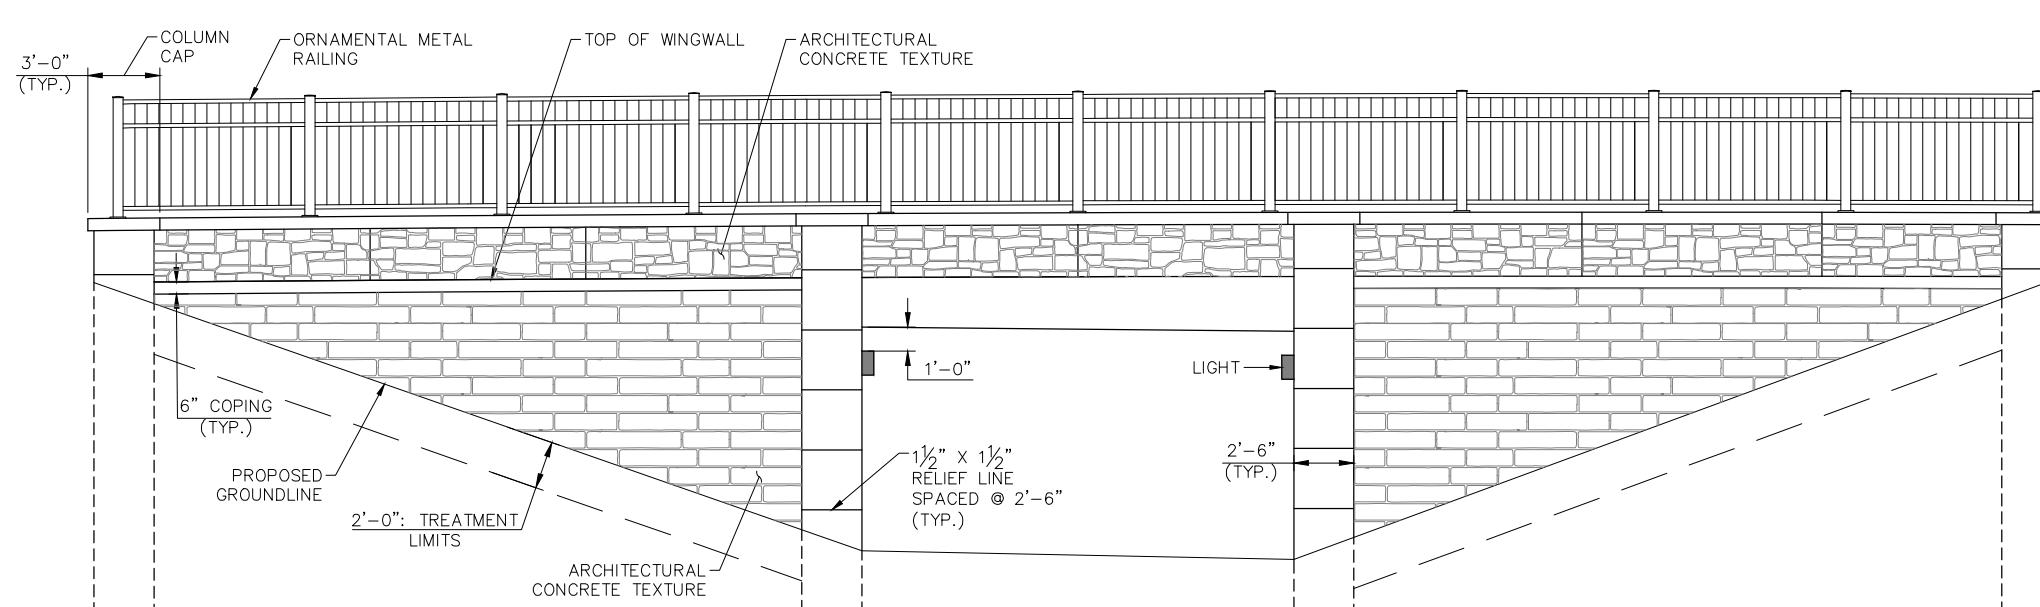 3'-0"
(TYP.)
COLUMN
CAP
ORNAMENTAL METAL
RAILING
TOP OF WINGWALL
ARCHITECTURAL
CONCRETE TEXTURE
1'-0"
LIGHT
6" COPING
(TYP.)
PROPOSED
GROUNDLINE
2'-0": TREATMENT
LIMITS
ARCHITECTURAL
CONCRETE TEXTURE
1½" X 1½"
RELIEF LINE
SPACED @ 2'-6"
(TYP.)
2'-6"
(TYP.)